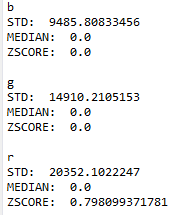 b
STD:  9485.80833456
MEDIAN:  0.0
ZSCORE:  0.0

g
STD:  14910.2105153
MEDIAN:  0.0
ZSCORE:  0.0

r
STD:  20352.1022247
MEDIAN:  0.0
ZSCORE:  0.798099371781